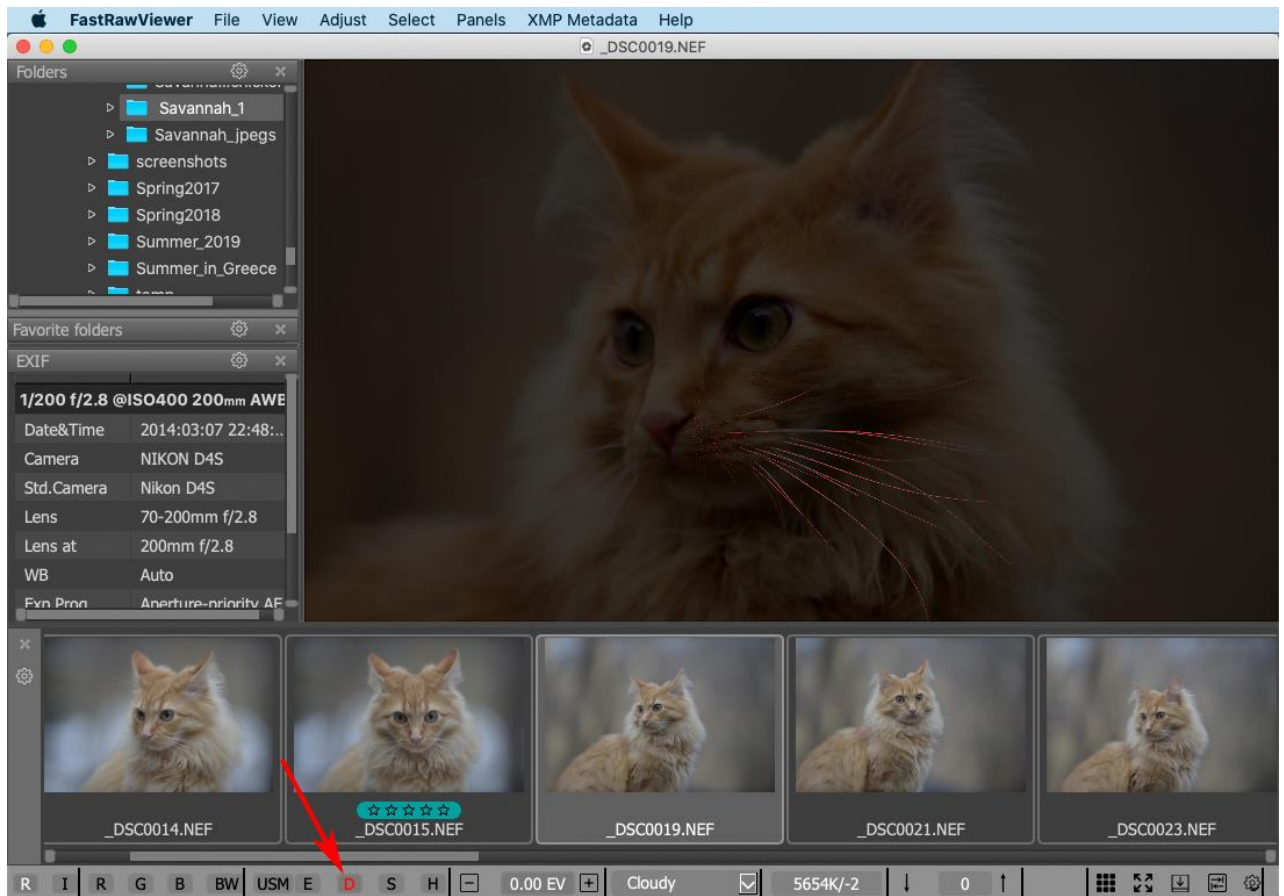 FastRawViewer File View Adjust Select Panels XMP Metadata Help
_DSC0019.NEF
Folders
Savannah_1
Savannah_jpegs
screenshots
Spring2017
Spring2018
Summer_2019
Summer_in_Greece
Favorite folders
EXIF
1/200 f/2.8 @ISO400 200mm AWB
Date&Time 2014:03:07 22:48:..
Camera NIKON D4S
Std.Camera Nikon D4S
Lens 70-200mm f/2.8
Lens at 200mm f/2.8
WB Auto
Exp Prog Aperture-priority AE
_DSC0014.NEF _DSC0015.NEF _DSC0019.NEF _DSC0021.NEF _DSC0023.NEF
R I R G B BW USM E D S H 0.00 EV Cloudy 5654K/-2 0